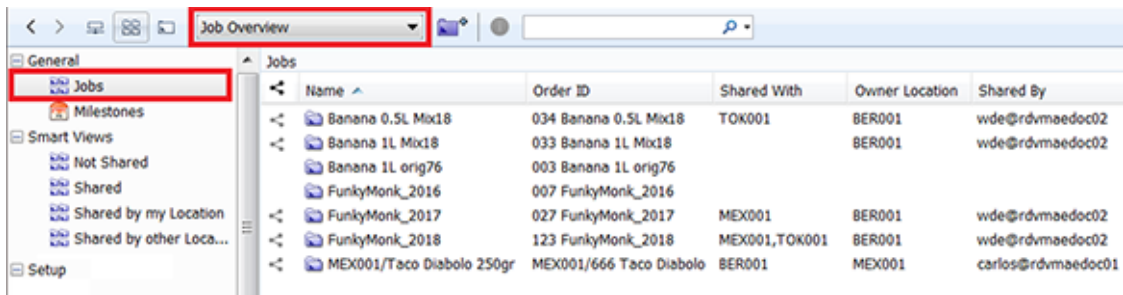 Job Overview
General
Jobs
Milestones
Smart Views
Not Shared
Shared
Shared by my Location
Shared by other Loca...
Setup
Jobs
Name Order ID Shared With Owner Location Shared By
Banana 0.5L Mix18 034 Banana 0.5L Mix18 TOK001 BER001 wde@rdvmaedoc02
Banana 1L Mix18 033 Banana 1L Mix18 BER001 wde@rdvmaedoc02
Banana 1L orig76 003 Banana 1L orig76
FunkyMonk_2016 007 FunkyMonk_2016
FunkyMonk_2017 027 FunkyMonk_2017 MEX001 BER001 wde@rdvmaedoc02
FunkyMonk_2018 123 FunkyMonk_2018 MEX001,TOK001 BER001 wde@rdvmaedoc02
MEX001/Taco Diabolo 250gr MEX001/666 Taco Diabolo BER001 MEX001 carlos@rdvmaedoc01